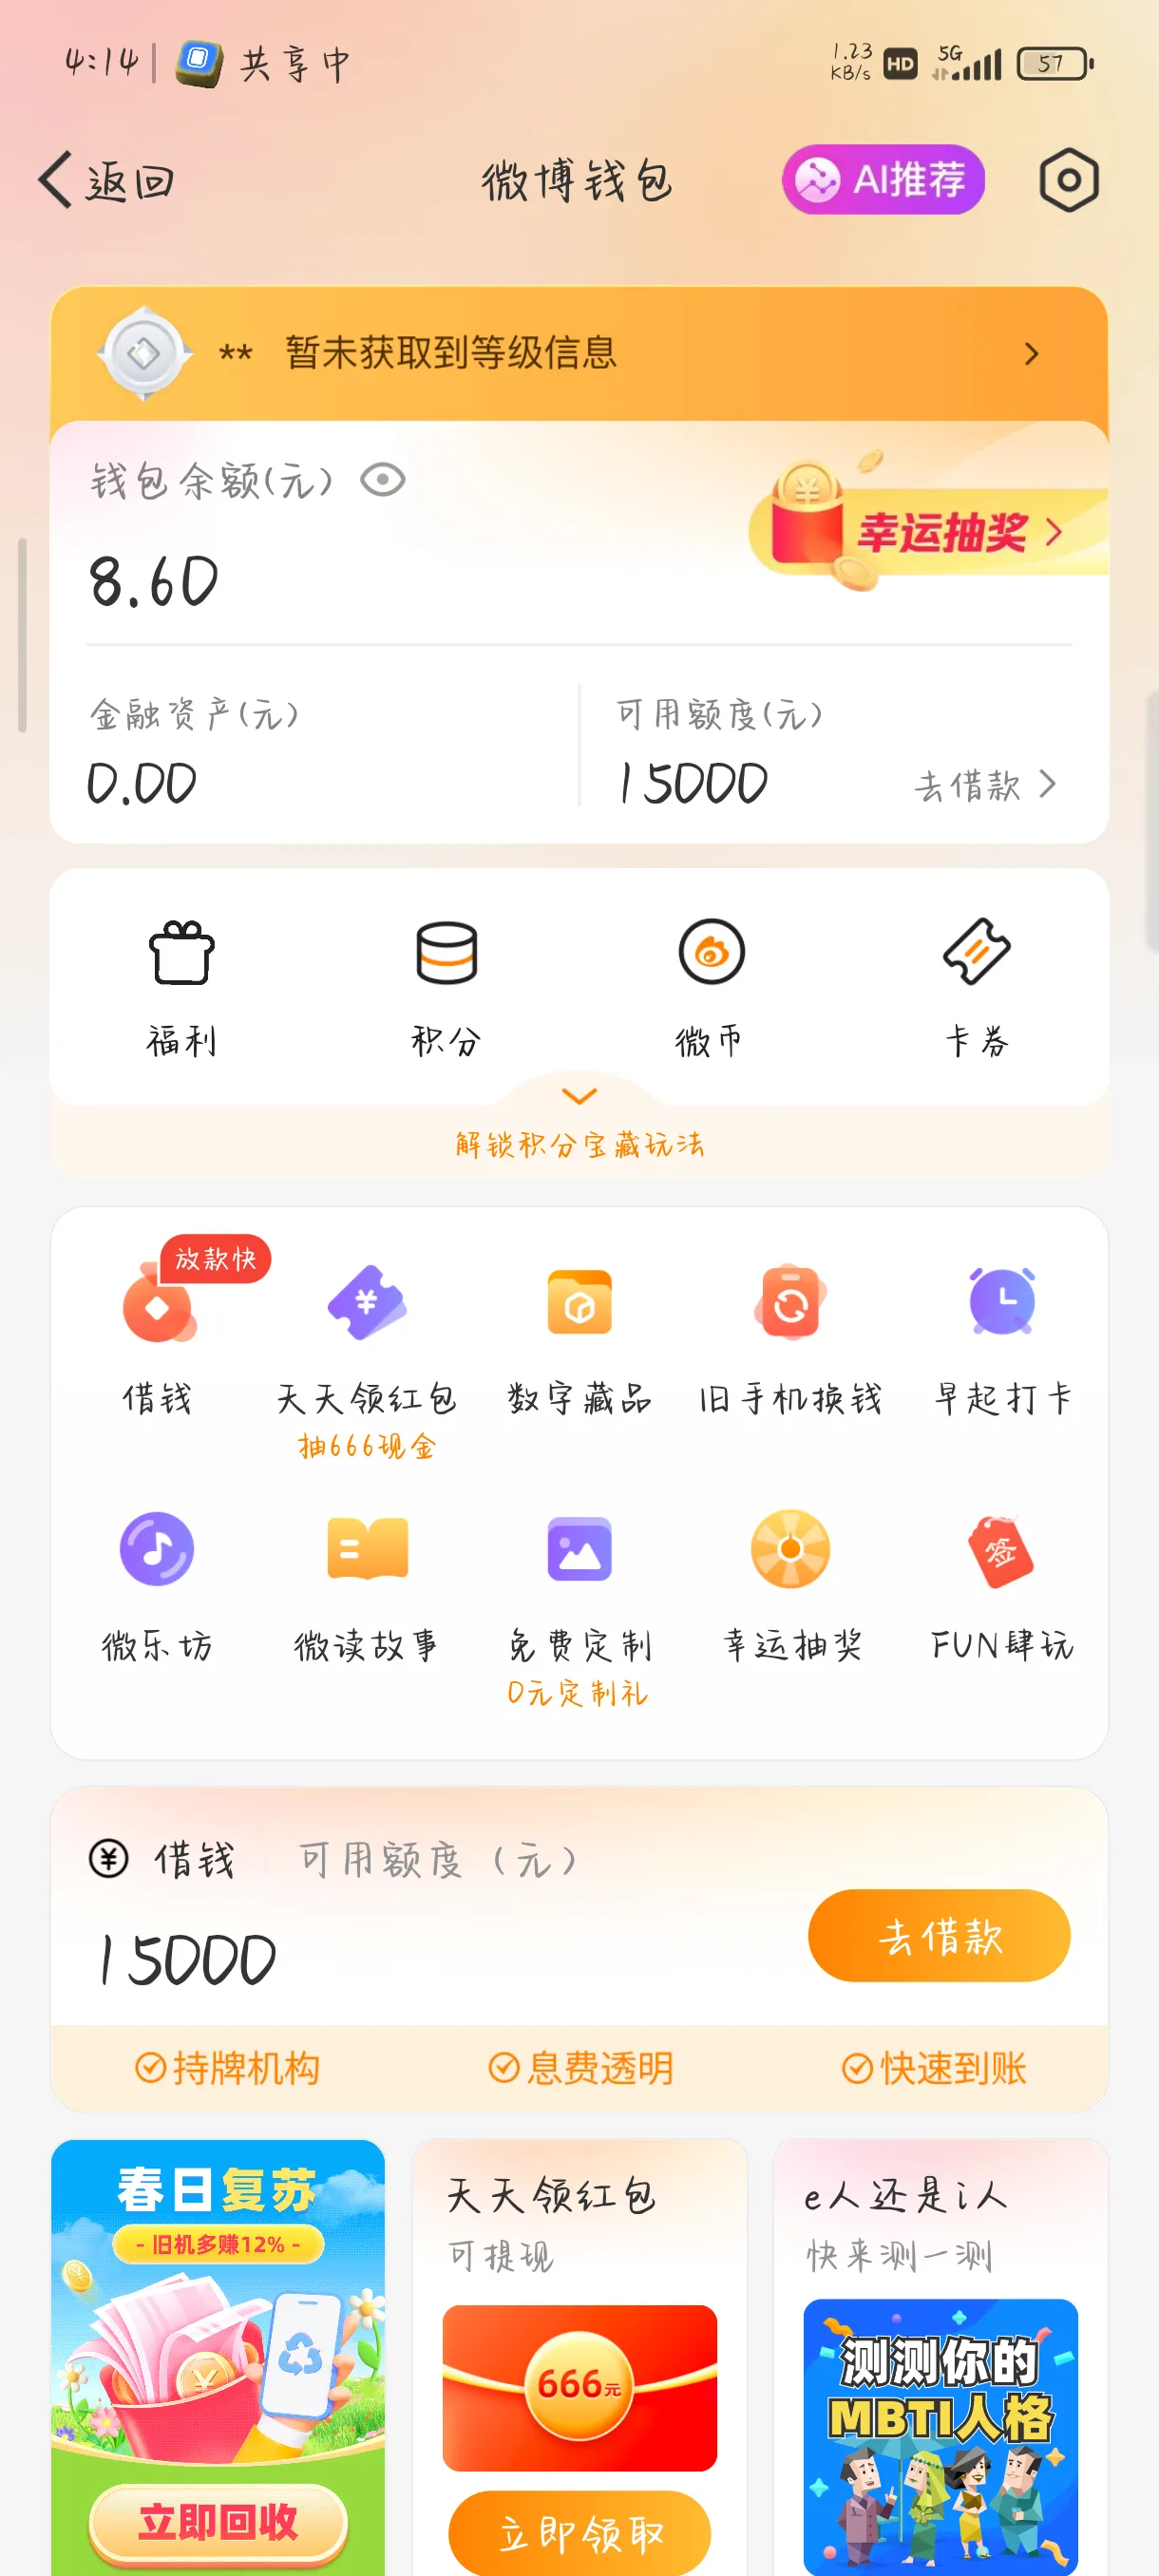 4:14 共享中 1.23 KB/s HD 5G 57
返回 微博钱包 AI推荐
** 暂未获取到等级信息
钱包余额(元)
8.60
幸运抽奖
金融资产(元) 可用额度(元)
0.00 15000 去借款
福利 积分 微币 卡券
解锁积分宝藏玩法
放款快
借钱 天天领红包 数字藏品 旧手机换钱 早起打卡
抽666现金
签
微乐坊 微读故事 免费定制 幸运抽奖 FUN肆玩
0元定制礼
借钱 可用额度（元）
15000 去借款
持牌机构 息费透明 快速到账
春日复苏
- 旧机多赚12% -
立即回收
天天领红包
可提现
666元
立即领取
e人还是i人
快来测一测
测测你的
MBTI人格